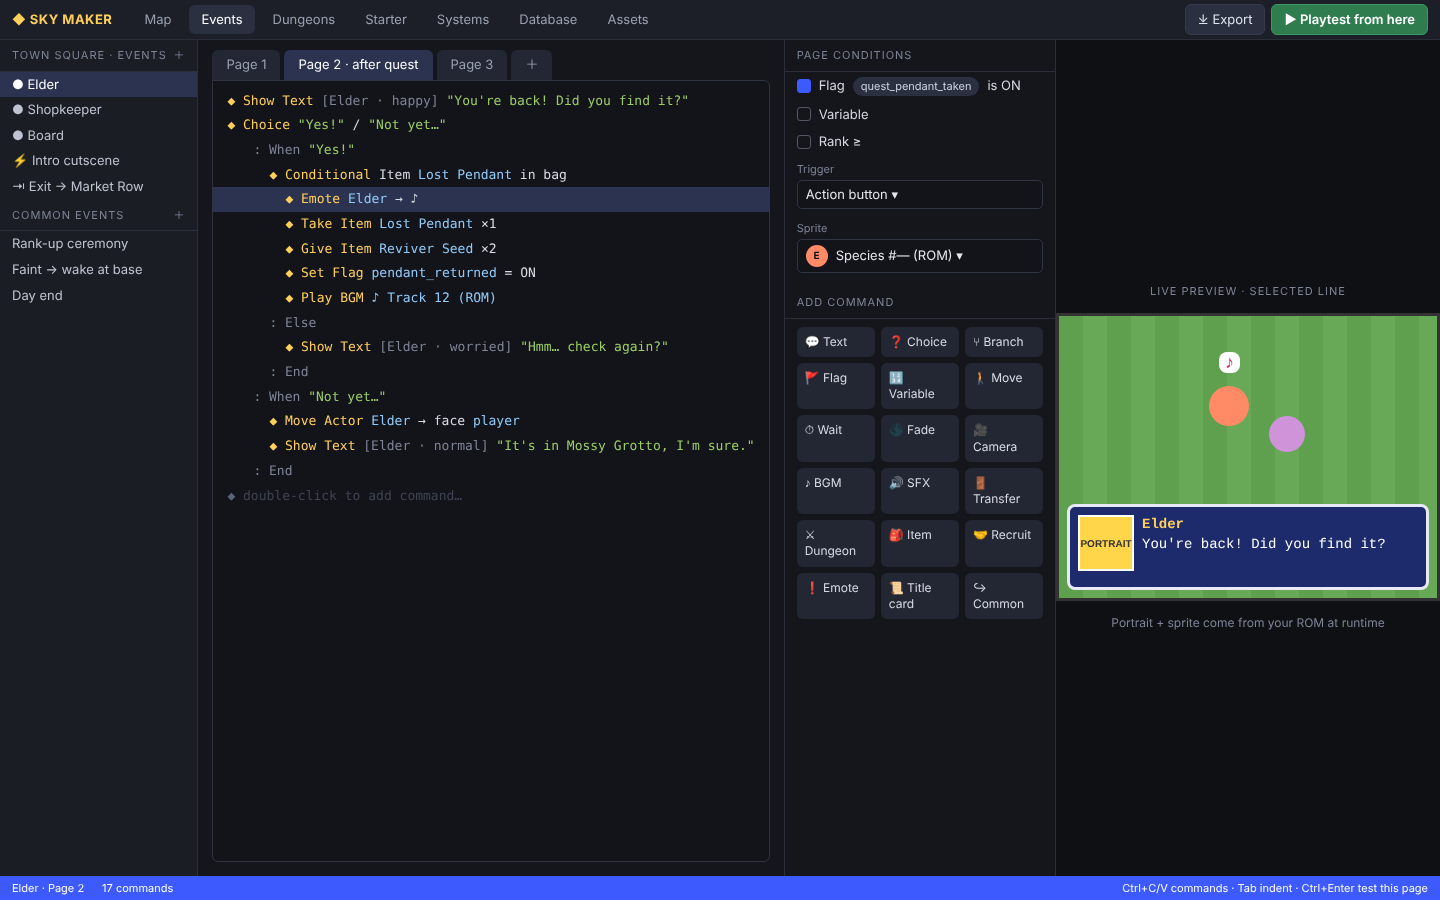 ◆ SKY MAKER Map Events Dungeons Starter Systems Database Assets ⤓ Export ▶ Playtest from here
TOWN SQUARE · EVENTS +
● Elder
● Shopkeeper
● Board
⚡ Intro cutscene
⇥ Exit → Market Row
COMMON EVENTS +
Rank-up ceremony
Faint → wake at base
Day end
Page 1 Page 2 · after quest Page 3 +
◆ Show Text [Elder · happy] "You're back! Did you find it?"
◆ Choice "Yes!" / "Not yet…"
: When "Yes!"
◆ Conditional Item Lost Pendant in bag
◆ Emote Elder → ♪
◆ Take Item Lost Pendant ×1
◆ Give Item Reviver Seed ×2
◆ Set Flag pendant_returned = ON
◆ Play BGM ♪ Track 12 (ROM)
: Else
◆ Show Text [Elder · worried] "Hmm… check again?"
: End
: When "Not yet…"
◆ Move Actor Elder → face player
◆ Show Text [Elder · normal] "It's in Mossy Grotto, I'm sure."
: End
◆ double-click to add command…
PAGE CONDITIONS
Flag quest_pendant_taken is ON
Variable
Rank ≥
Trigger
Action button ▾
Sprite
E Species #— (ROM) ▾
ADD COMMAND
💬 Text ❓ Choice ⑂ Branch
🚩 Flag 🔢 Variable 🚶 Move
⏱ Wait 🌑 Fade 🎥 Camera
♪ BGM 🔊 SFX 🚪 Transfer
⚔ Dungeon 🎒 Item 🤝 Recruit
❗ Emote 📜 Title card ↪ Common
LIVE PREVIEW · SELECTED LINE
♪
PORTRAIT
Elder
You're back! Did you find it?
Portrait + sprite come from your ROM at runtime
Elder · Page 2 17 commands Ctrl+C/V commands · Tab indent · Ctrl+Enter test this page